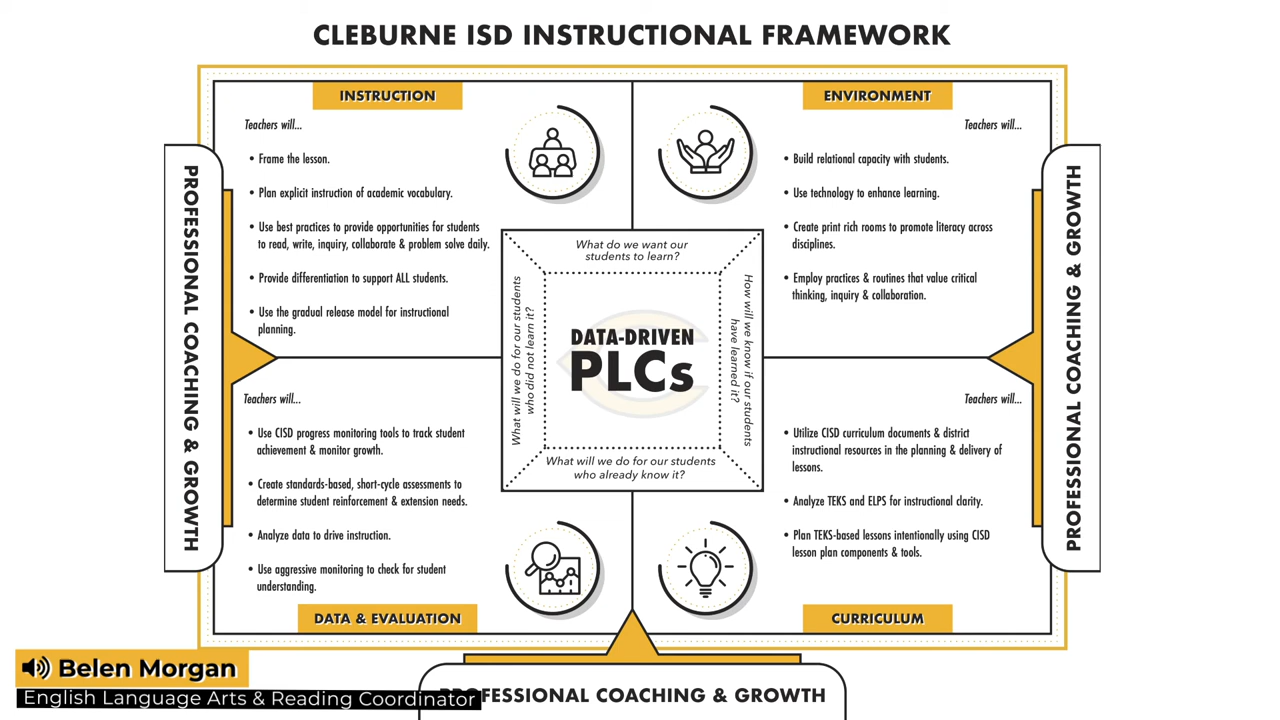 CLEBURNE ISD INSTRUCTIONAL FRAMEWORK
INSTRUCTION
Teachers will...
• Frame the lesson.
• Plan explicit instruction of academic vocabulary.
• Use best practices to provide opportunities for students
to read, write, inquiry, collaborate & problem solve daily.
• Provide differentiation to support ALL students.
• Use the gradual release model for instructional
planning.
ENVIRONMENT
Teachers will...
• Build relational capacity with students.
• Use technology to enhance learning.
• Create print rich rooms to promote literacy across
disciplines.
• Employ practices & routines that value critical
thinking, inquiry & collaboration.
PROFESSIONAL COACHING & GROWTH
What do we want our
students to learn?
How will we know if our students
have learned it?
What will we do for our students
who already know it?
What will we do for our students
who did not learn it?
DATA-DRIVEN
PLCs
PROFESSIONAL COACHING & GROWTH
Teachers will...
• Use CISD progress monitoring tools to track student
achievement & monitor growth.
• Create standards-based, short-cycle assessments to
determine student reinforcement & extension needs.
• Analyze data to drive instruction.
• Use aggressive monitoring to check for student
understanding.
DATA & EVALUATION
Teachers will...
• Utilize CISD curriculum documents & district
instructional resources in the planning & delivery of
lessons.
• Analyze TEKS and ELPS for instructional clarity.
• Plan TEKS-based lessons intentionally using CISD
lesson plan components & tools.
CURRICULUM
Belen Morgan
English Language Arts & Reading Coordinator
PROFESSIONAL COACHING & GROWTH